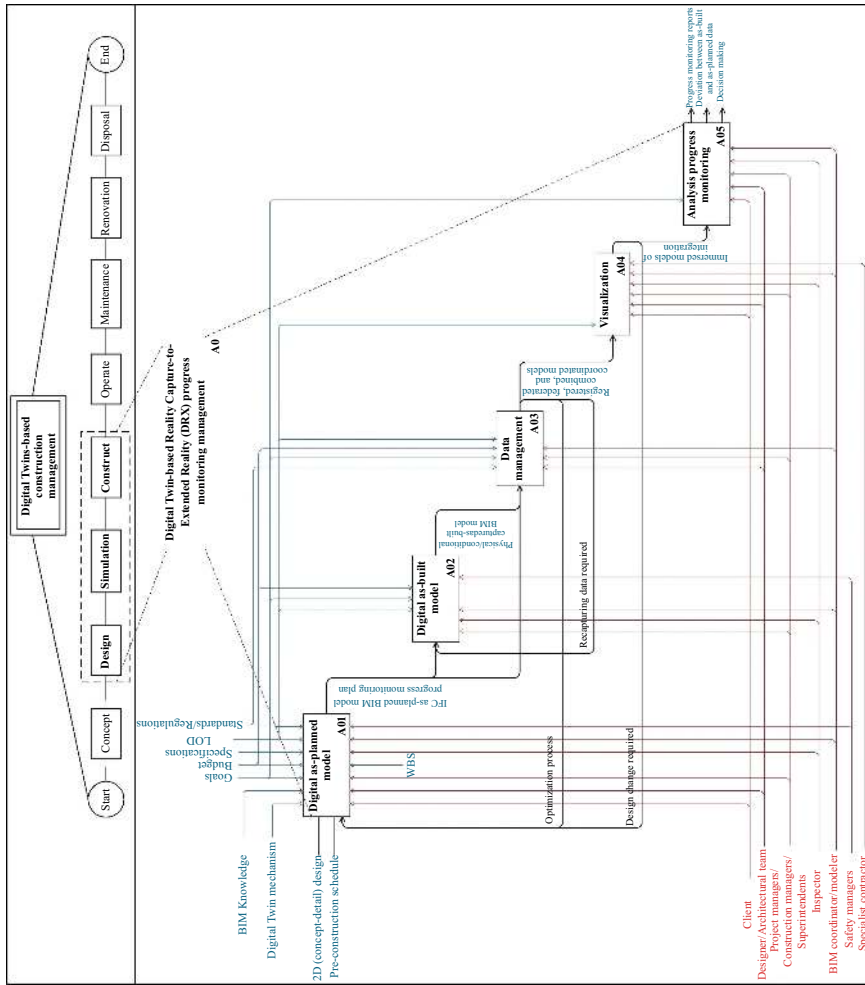 Digital Twins-based
construction
management
Start
Concept
Design
Simulation
Construct
Operate
Maintenance
Renovation
Disposal
End
Digital Twin-based Reality Capture-to-
Extended Reality (DRX) progress
monitoring management
A0
BIM Knowledge
Digital Twin mechanism
2D (concept-detail) design
Pre-construction schedule
Goals
Budget
Specifications
LOD
Standards/Regulations
Digital as-planned
model
A01
WBS
IFC as-planned BIM model
progress monitoring plan
Digital as-built
model
A02
Physical/conditional
capturedas-built
BIM model
Data
management
A03
Registered, federated,
combined, and
coordinated models
Visualization
A04
Immersed models of
integration
Analysis progress
monitoring
A05
Progress monitoring reports
Deviation between as-built
and as-planned data
Decision making
Recapturing data required
Optimization process
Design change required
Client
Designer/Architectural team
Project managers/
Construction managers/
Superintendents
Inspector
BIM coordinator/modeler
Safety managers
Specialist contractor